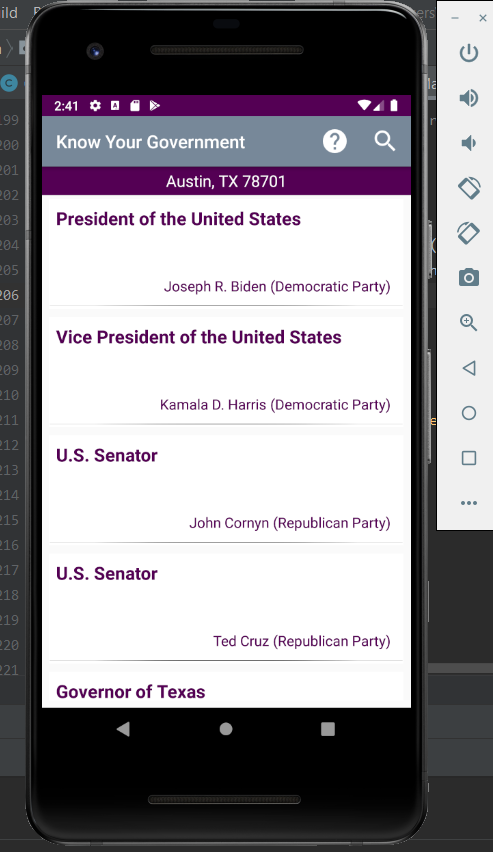 ild
2:41
ers
Know Your Government
Austin, TX 78701
President of the United States
Joseph R. Biden (Democratic Party)
Vice President of the United States
Kamala D. Harris (Democratic Party)
U.S. Senator
John Cornyn (Republican Party)
U.S. Senator
Ted Cruz (Republican Party)
Governor of Texas
199
200
201
202
203
204
205
206
207
208
209
210
211
212
213
214
215
216
217
218
219
220
221